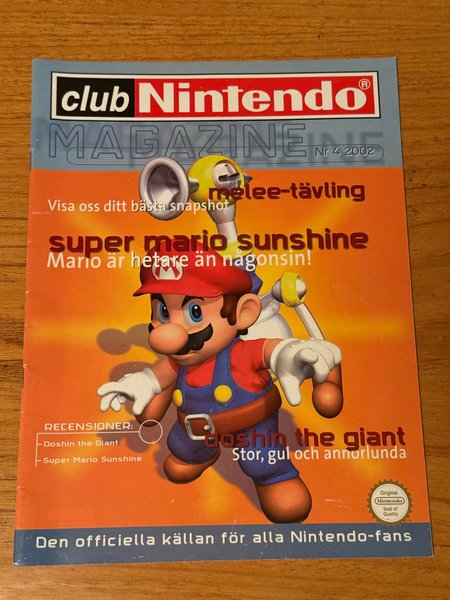 club Nintendo®
MAGAZINE
Nr 4, 2002
melee-tävling
Visa oss ditt bästa snapshot
super mario sunshine
Mario är hetare än någonsin!
M
RECENSIONER:
Doshin the Giant
Super Mario Sunshine
doshin the giant
Stor, gul och annorlunda
Original
Nintendo
Seal of
Quality
Den officiella källan för alla Nintendo-fans